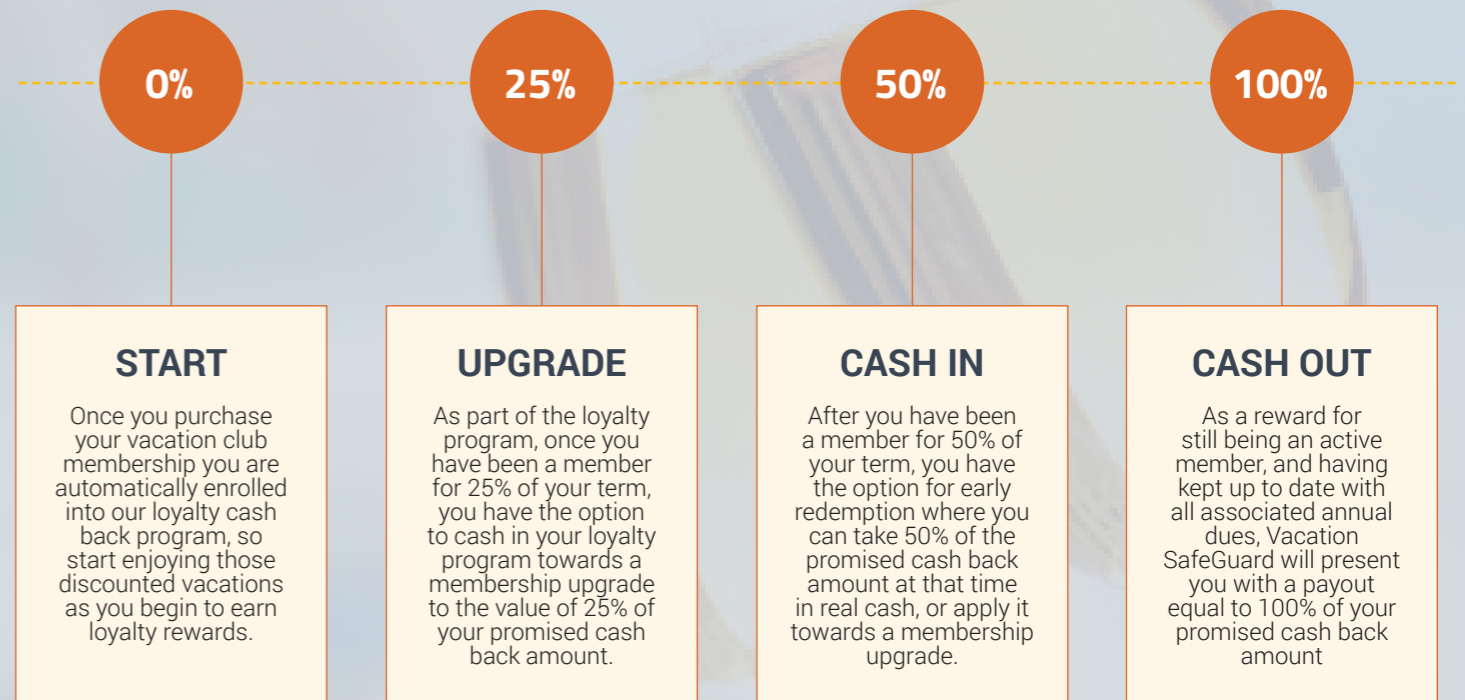 0%
25%
50%
100%
START
Once you purchase
your vacation club
membership you are
automatically enrolled
into our loyalty cash
back program, so
start enjoying those
discounted vacations
as you begin to earn
loyalty rewards.
UPGRADE
As part of the loyalty
program, once you
have been a member
for 25% of your term,
you have the option
to cash in your loyalty
program towards a
membership upgrade
to the value of 25% of
your promised cash
back amount.
CASH IN
After you have been
a member for 50% of
your term, you have
the option for early
redemption where you
can take 50% of the
promised cash back
amount at that time
in real cash, or apply it
towards a membership
upgrade.
CASH OUT
As a reward for
still being an active
member, and having
kept up to date with
all associated annual
dues, Vacation
SafeGuard will present
you with a payout
equal to 100% of your
promised cash back
amount